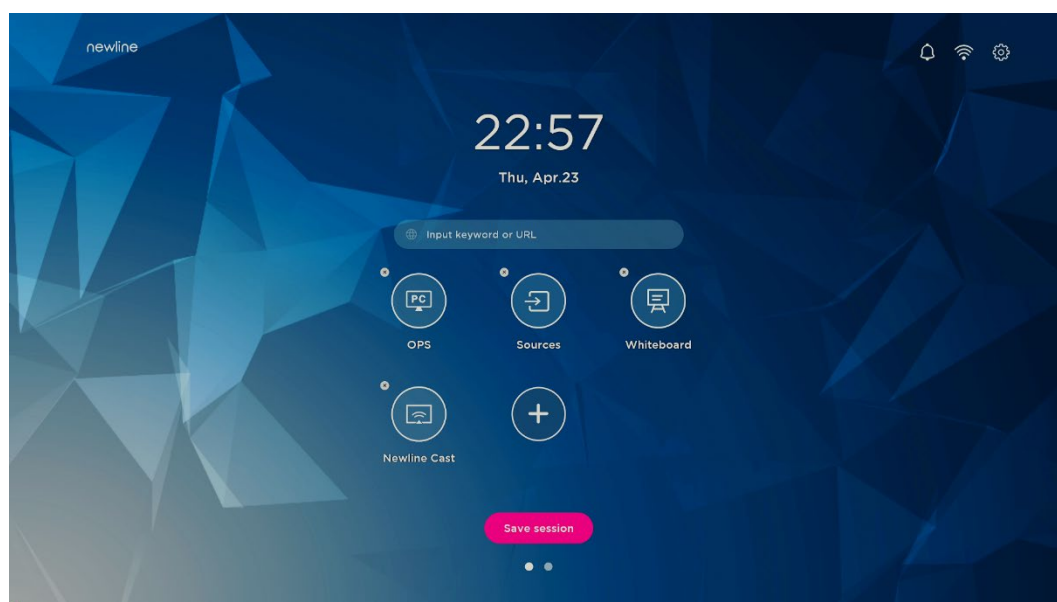 newline
22:57
Thu, Apr.23
Input keyword or URL
PC
OPS
Sources
Whiteboard
Newline Cast
Save session